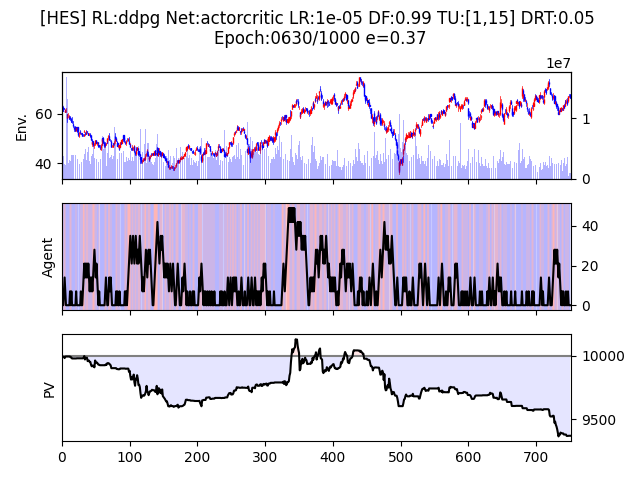 [HES] RL:ddpg Net:actorcritic LR:1e-05 DF:0.99 TU:[1,15] DRT:0.05
Epoch:0630/1000 e=0.37
1e7
Env.
60
40
1
0
Agent
40
20
0
PV
10000
9500
0 100 200 300 400 500 600 700